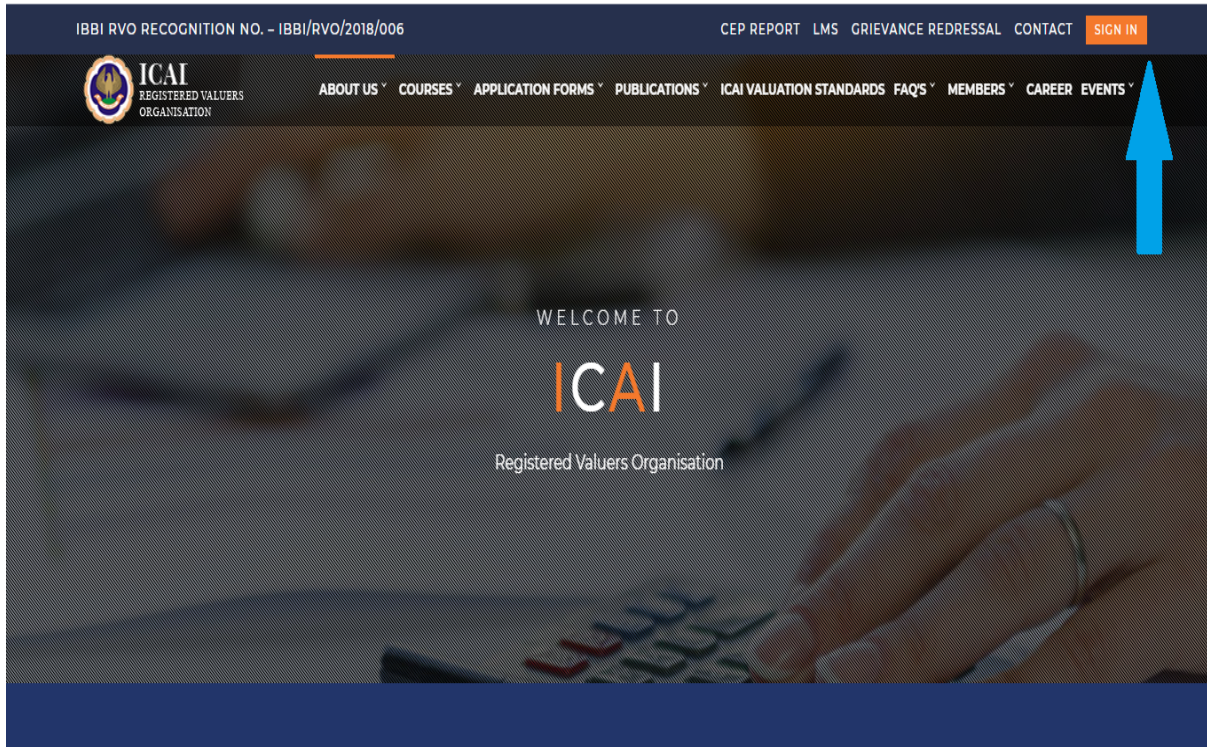 IBBI RVO RECOGNITION NO. – IBBI/RVO/2018/006 CEP REPORT LMS GRIEVANCE REDRESSAL CONTACT SIGN IN
ICAI
REGISTERED VALUERS
ORGANISATION
ABOUT US COURSES APPLICATION FORMS PUBLICATIONS ICAI VALUATION STANDARDS FAQ'S MEMBERS CAREER EVENTS
WELCOME TO
ICAI
Registered Valuers Organisation